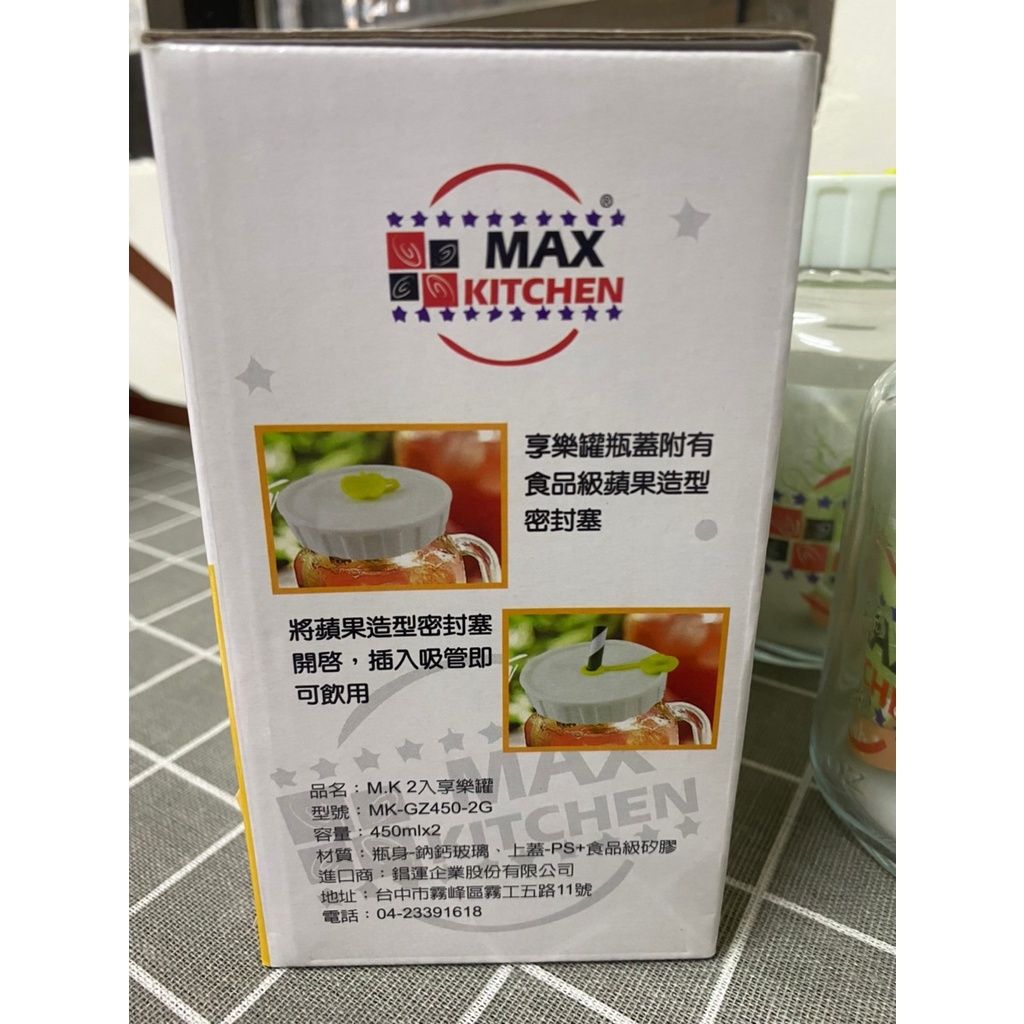 MAX
KITCHEN
®
享樂罐瓶蓋附有
食品級蘋果造型
密封塞
將蘋果造型密封塞
開啓，插入吸管即
可飲用
MAX
KITCHEN
品名：M.K 2入享樂罐
型號：MK-GZ450-2G
容量：450mlx2
材質：瓶身-鈉鈣玻璃、上蓋-PS+食品級矽膠
進口商：錩運企業股份有限公司
地址：台中市霧峰區霧工五路11號
電話：04-23391618